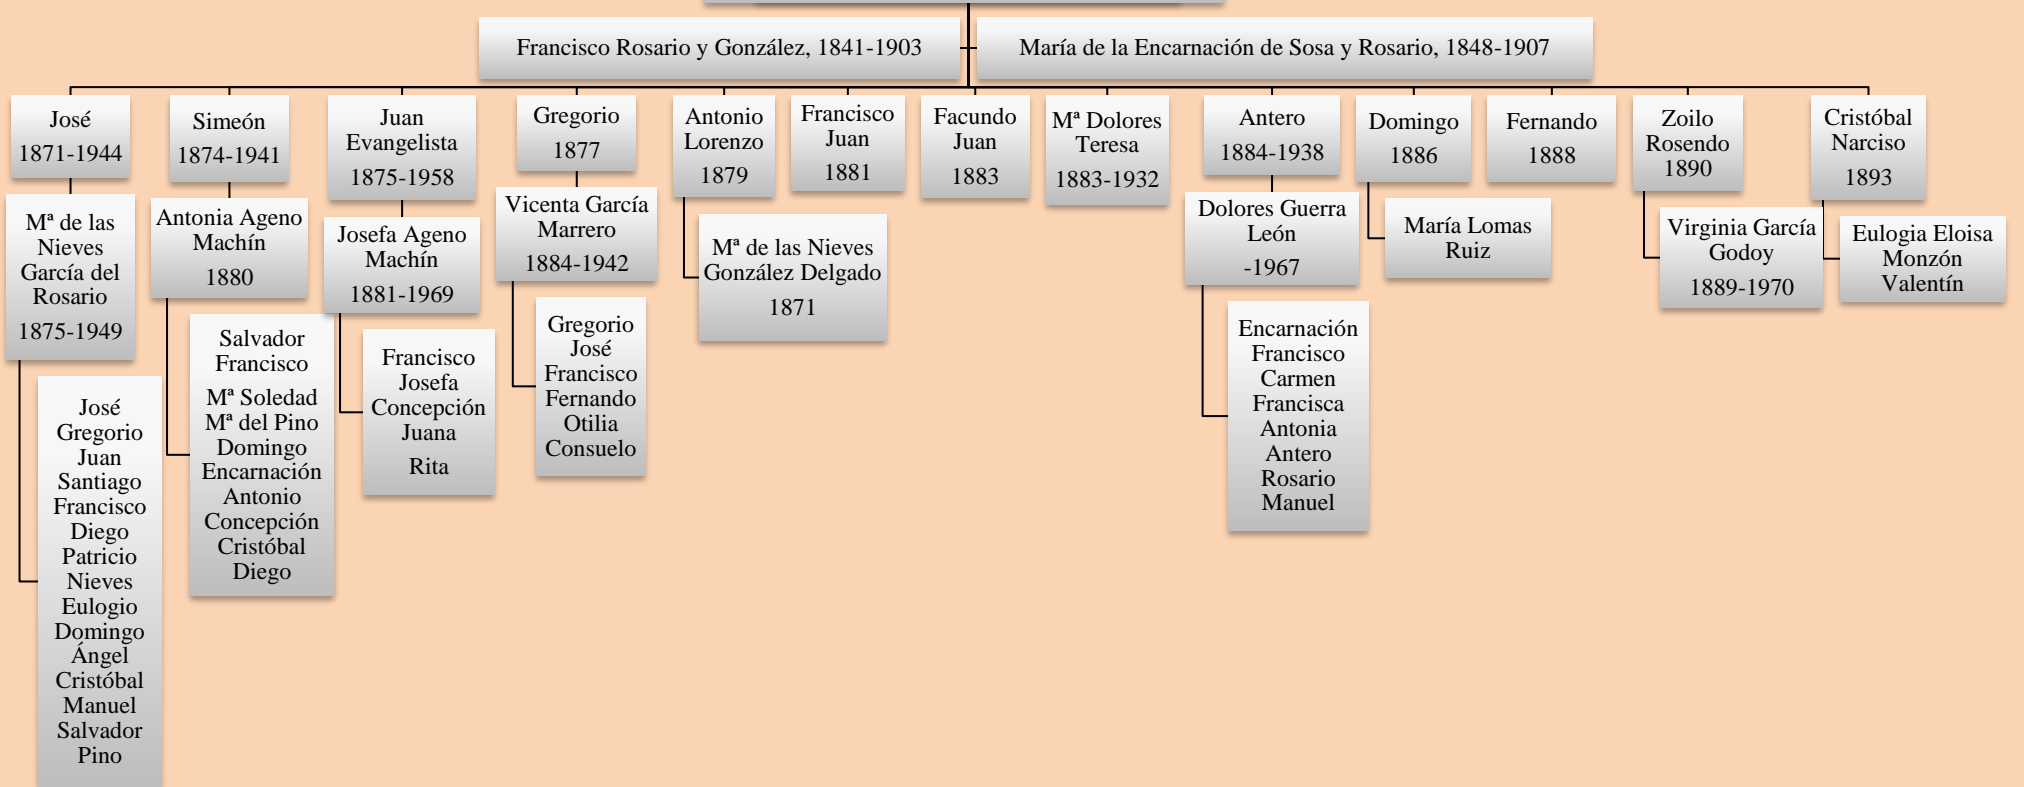 Francisco Rosario y González, 1841-1903
María de la Encarnación de Sosa y Rosario, 1848-1907
José
1871-1944
Mª de las
Nieves
García del
Rosario
1875-1949
José
Gregorio
Juan
Santiago
Francisco
Diego
Patricio
Nieves
Eulogio
Domingo
Ángel
Cristóbal
Manuel
Salvador
Pino
Simeón
1874-1941
Antonia Ageno
Machín
1880
Salvador
Francisco
Mª Soledad
Mª del Pino
Domingo
Encarnación
Antonio
Concepción
Cristóbal
Diego
Juan
Evangelista
1875-1958
Josefa Ageno
Machín
1881-1969
Francisco
Josefa
Concepción
Juana
Rita
Gregorio
1877
Vicenta García
Marrero
1884-1942
Gregorio
José
Francisco
Fernando
Otilia
Consuelo
Antonio
Lorenzo
1879
Mª de las Nieves
González Delgado
1871
Francisco
Juan
1881
Facundo
Juan
1883
Mª Dolores
Teresa
1883-1932
Antero
1884-1938
Dolores Guerra
León
-1967
Encarnación
Francisco
Carmen
Francisca
Antonia
Antero
Rosario
Manuel
Domingo
1886
María Lomas
Ruiz
Fernando
1888
Zoilo
Rosendo
1890
Virginia García
Godoy
1889-1970
Cristóbal
Narciso
1893
Eulogia Eloisa
Monzón
Valentín